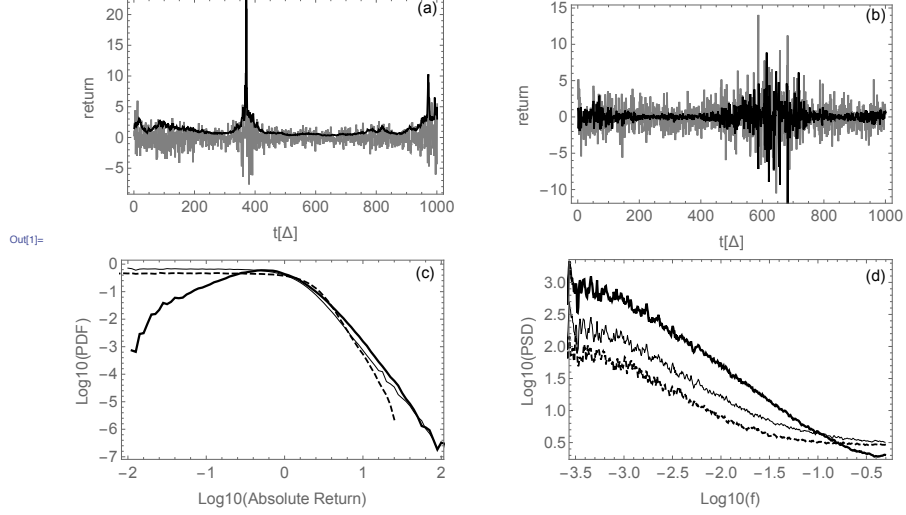 (a)
20
15
10
5
0
−5
return
0 200 400 600 800 1000
t[Δ]
(b)
15
10
5
0
−5
−10
return
0 200 400 600 800 1000
t[Δ]
Out[1]=
(c)
0
−1
−2
−3
−4
−5
−6
−7
Log10(PDF)
−2 −1 0 1 2
Log10(Absolute Return)
(d)
3.0
2.5
2.0
1.5
1.0
0.5
Log10(PSD)
−3.5 −3.0 −2.5 −2.0 −1.5 −1.0 −0.5
Log10(f)